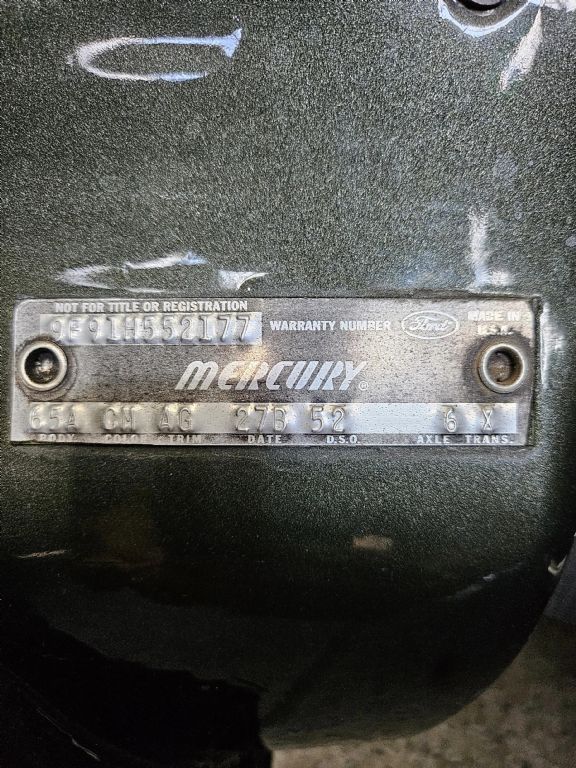 NOT FOR TITLE OR REGISTRATION
9F91H552177 WARRANTY NUMBER Ford MADE IN U.S.A.
MERCURY®
65A CM AG 27B 52 6 X
BODY COLOR TRIM DATE D.S.O. AXLE TRANS.